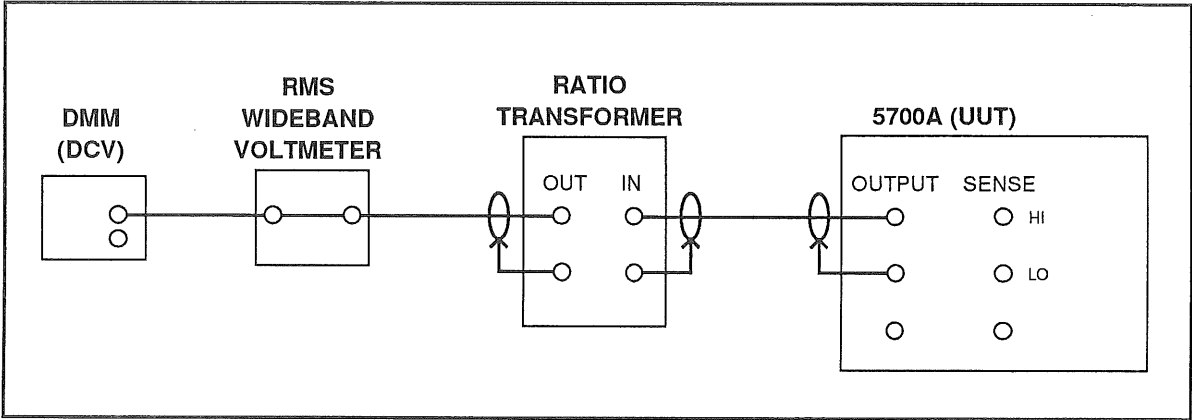 DMM
(DCV)
RMS
WIDEBAND
VOLTMETER
RATIO
TRANSFORMER
OUT IN
5700A (UUT)
OUTPUT SENSE
HI
LO